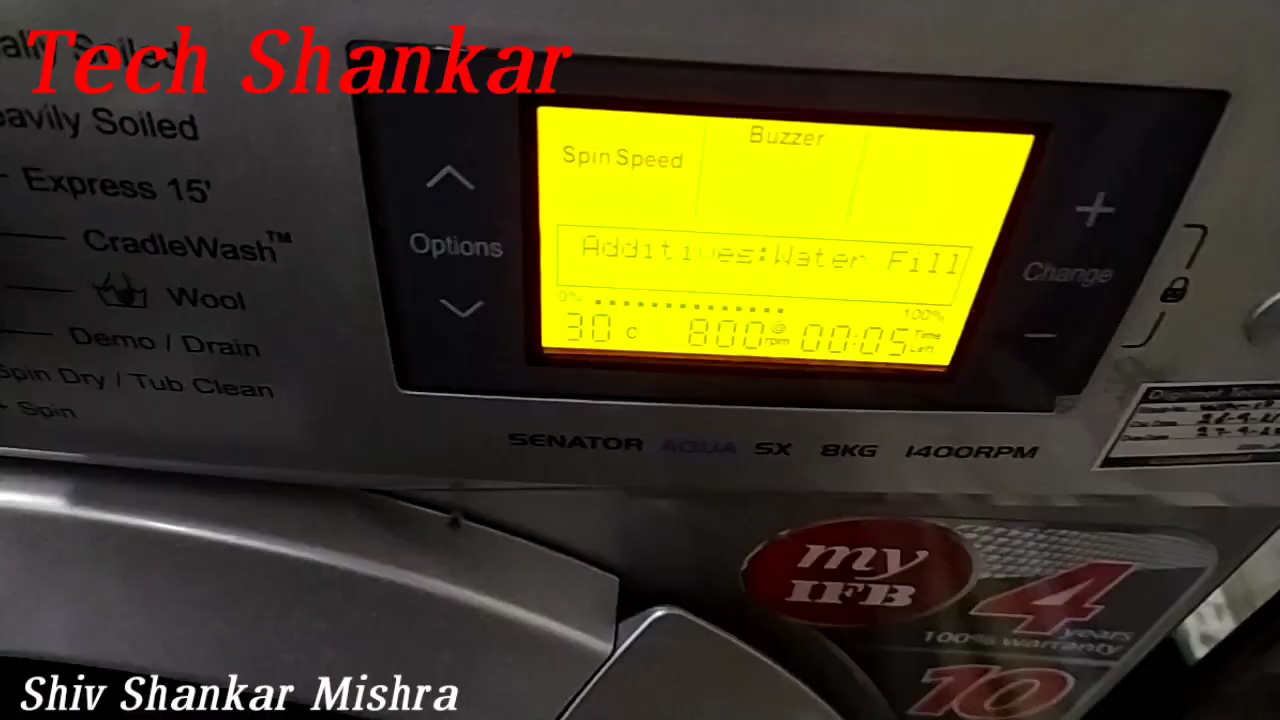 Tech Shankar
Soiled
Heavily Soiled
Express 15'
CradleWash™
Wool
Demo / Drain
Spin Dry / Tub Clean
+ Spin
Options
Spin Speed
Buzzer
Additives:Water Fill
0%
100%
30 C 800@rpm 00:05 Time Left
+
Change
-
SENATOR AQUA SX 8KG 1400RPM
my
IFB
4
years
100% warranty
10
Shiv Shankar Mishra